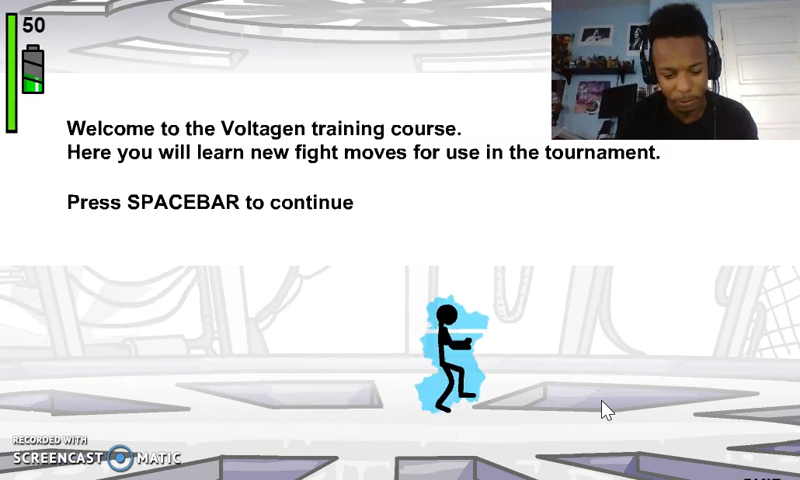 50
Welcome to the Voltagen training course.
Here you will learn new fight moves for use in the tournament.
Press SPACEBAR to continue
RECORDED WITH
SCREENCAST MATIC